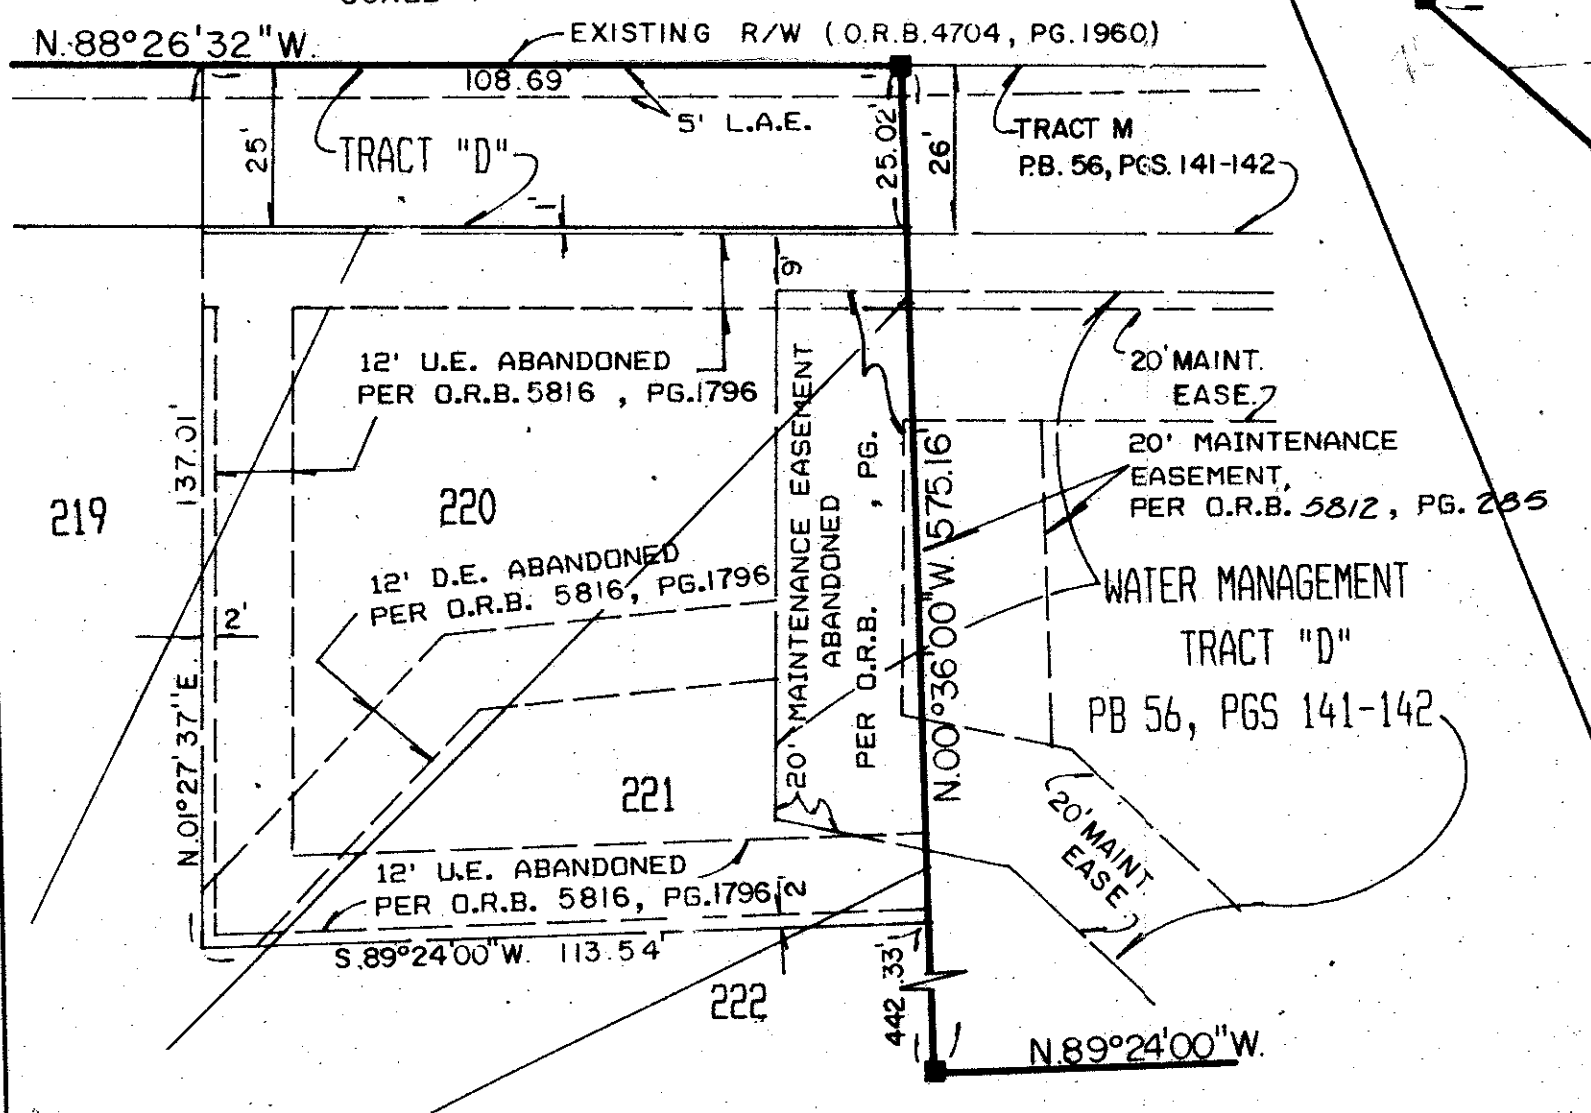 N.88°26'32"W.
EXISTING R/W (O.R.B.4704, PG.1960)
108.69'
5' L.A.E.
25'
TRACT "D"
25.02'
26'
TRACT M
P.B. 56, PGS. 141-142
1'
9'
12' U.E. ABANDONED
PER O.R.B. 5816 , PG.1796
20' MAINT.
EASE.
137.01'
N.01°27'37"E.
219
220
20' MAINTENANCE EASEMENT
ABANDONED
PER O.R.B. , PG.
N.00°36'00"W. 575.16'
20' MAINTENANCE
EASEMENT,
PER O.R.B. 5812, PG. 285
12' D.E. ABANDONED
PER O.R.B. 5816, PG.1796
2'
WATER MANAGEMENT
TRACT "D"
PB 56, PGS 141-142
221
20' MAINT.
EASE.
12' U.E. ABANDONED
PER O.R.B. 5816, PG.1796
2
S.89°24'00"W. 113.54'
222
442.33'
N.89°24'00"W.